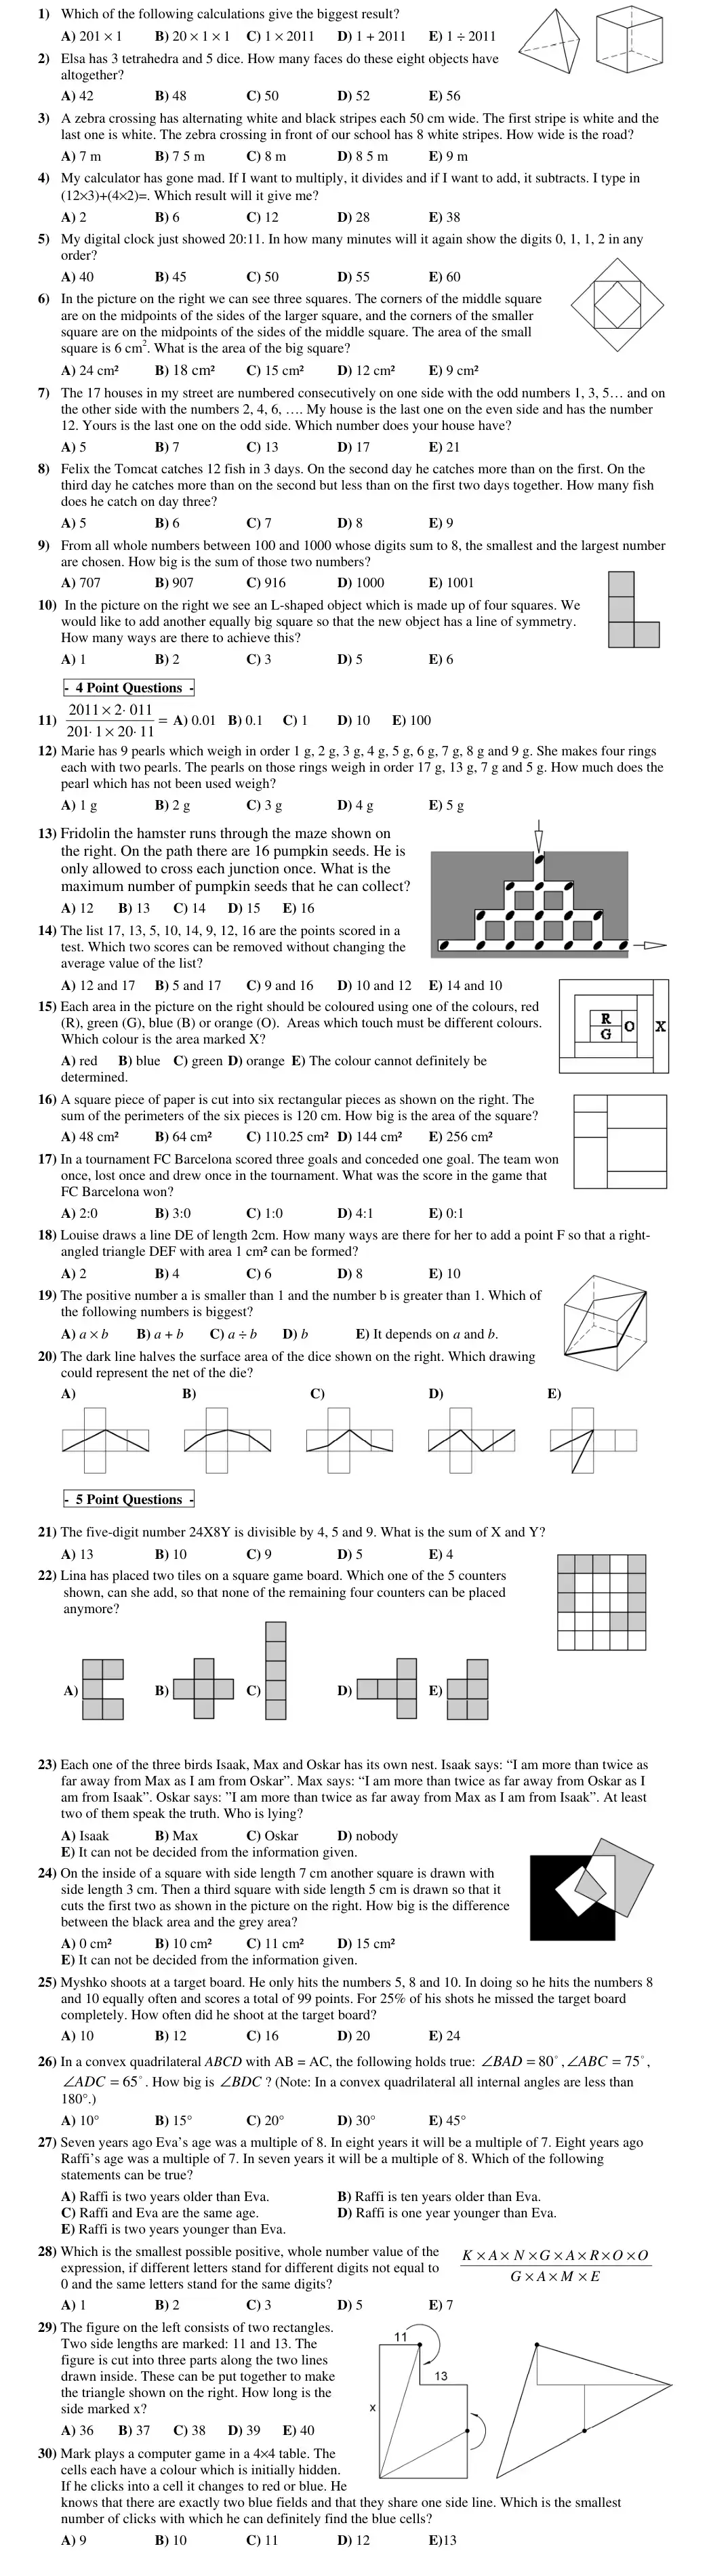 1) Which of the following calculations give the biggest result?
A) 201 × 1 B) 20 × 1 × 1 C) 1 × 2011 D) 1 + 2011 E) 1 ÷ 2011
2) Elsa has 3 tetrahedra and 5 dice. How many faces do these eight objects have
altogether?
A) 42 B) 48 C) 50 D) 52 E) 56
3) A zebra crossing has alternating white and black stripes each 50 cm wide. The first stripe is white and the
last one is white. The zebra crossing in front of our school has 8 white stripes. How wide is the road?
A) 7 m B) 7 5 m C) 8 m D) 8 5 m E) 9 m
4) My calculator has gone mad. If I want to multiply, it divides and if I want to add, it subtracts. I type in
(12×3)+(4×2)=. Which result will it give me?
A) 2 B) 6 C) 12 D) 28 E) 38
5) My digital clock just showed 20:11. In how many minutes will it again show the digits 0, 1, 1, 2 in any
order?
A) 40 B) 45 C) 50 D) 55 E) 60
6) In the picture on the right we can see three squares. The corners of the middle square
are on the midpoints of the sides of the larger square, and the corners of the smaller
square are on the midpoints of the sides of the middle square. The area of the small
square is 6 cm². What is the area of the big square?
A) 24 cm² B) 18 cm² C) 15 cm² D) 12 cm² E) 9 cm²
7) The 17 houses in my street are numbered consecutively on one side with the odd numbers 1, 3, 5… and on
the other side with the numbers 2, 4, 6, …. My house is the last one on the even side and has the number
12. Yours is the last one on the odd side. Which number does your house have?
A) 5 B) 7 C) 13 D) 17 E) 21
8) Felix the Tomcat catches 12 fish in 3 days. On the second day he catches more than on the first. On the
third day he catches more than on the second but less than on the first two days together. How many fish
does he catch on day three?
A) 5 B) 6 C) 7 D) 8 E) 9
9) From all whole numbers between 100 and 1000 whose digits sum to 8, the smallest and the largest number
are chosen. How big is the sum of those two numbers?
A) 707 B) 907 C) 916 D) 1000 E) 1001
10) In the picture on the right we see an L-shaped object which is made up of four squares. We
would like to add another equally big square so that the new object has a line of symmetry.
How many ways are there to achieve this?
A) 1 B) 2 C) 3 D) 5 E) 6
- 4 Point Questions -
2011 × 2· 011
11) = A) 0.01 B) 0.1 C) 1 D) 10 E) 100
201· 1 × 20· 11
12) Marie has 9 pearls which weigh in order 1 g, 2 g, 3 g, 4 g, 5 g, 6 g, 7 g, 8 g and 9 g. She makes four rings
each with two pearls. The pearls on those rings weigh in order 17 g, 13 g, 7 g and 5 g. How much does the
pearl which has not been used weigh?
A) 1 g B) 2 g C) 3 g D) 4 g E) 5 g
13) Fridolin the hamster runs through the maze shown on
the right. On the path there are 16 pumpkin seeds. He is
only allowed to cross each junction once. What is the
maximum number of pumpkin seeds that he can collect?
A) 12 B) 13 C) 14 D) 15 E) 16
14) The list 17, 13, 5, 10, 14, 9, 12, 16 are the points scored in a
test. Which two scores can be removed without changing the
average value of the list?
A) 12 and 17 B) 5 and 17 C) 9 and 16 D) 10 and 12 E) 14 and 10
15) Each area in the picture on the right should be coloured using one of the colours, red
(R), green (G), blue (B) or orange (O). Areas which touch must be different colours.
Which colour is the area marked X?
R
G
O
X
A) red B) blue C) green D) orange E) The colour cannot definitely be
determined.
16) A square piece of paper is cut into six rectangular pieces as shown on the right. The
sum of the perimeters of the six pieces is 120 cm. How big is the area of the square?
A) 48 cm² B) 64 cm² C) 110.25 cm² D) 144 cm² E) 256 cm²
17) In a tournament FC Barcelona scored three goals and conceded one goal. The team won
once, lost once and drew once in the tournament. What was the score in the game that
FC Barcelona won?
A) 2:0 B) 3:0 C) 1:0 D) 4:1 E) 0:1
18) Louise draws a line DE of length 2cm. How many ways are there for her to add a point F so that a right-
angled triangle DEF with area 1 cm² can be formed?
A) 2 B) 4 C) 6 D) 8 E) 10
19) The positive number a is smaller than 1 and the number b is greater than 1. Which of
the following numbers is biggest?
A) a × b B) a + b C) a ÷ b D) b E) It depends on a and b.
20) The dark line halves the surface area of the dice shown on the right. Which drawing
could represent the net of the die?
A) B) C) D) E)
- 5 Point Questions -
21) The five-digit number 24X8Y is divisible by 4, 5 and 9. What is the sum of X and Y?
A) 13 B) 10 C) 9 D) 5 E) 4
22) Lina has placed two tiles on a square game board. Which one of the 5 counters
shown, can she add, so that none of the remaining four counters can be placed
anymore?
A) B) C) D) E)
23) Each one of the three birds Isaak, Max and Oskar has its own nest. Isaak says: “I am more than twice as
far away from Max as I am from Oskar”. Max says: “I am more than twice as far away from Oskar as I
am from Isaak”. Oskar says: ”I am more than twice as far away from Max as I am from Isaak”. At least
two of them speak the truth. Who is lying?
A) Isaak B) Max C) Oskar D) nobody
E) It can not be decided from the information given.
24) On the inside of a square with side length 7 cm another square is drawn with
side length 3 cm. Then a third square with side length 5 cm is drawn so that it
cuts the first two as shown in the picture on the right. How big is the difference
between the black area and the grey area?
A) 0 cm² B) 10 cm² C) 11 cm² D) 15 cm²
E) It can not be decided from the information given.
25) Myshko shoots at a target board. He only hits the numbers 5, 8 and 10. In doing so he hits the numbers 8
and 10 equally often and scores a total of 99 points. For 25% of his shots he missed the target board
completely. How often did he shoot at the target board?
A) 10 B) 12 C) 16 D) 20 E) 24
26) In a convex quadrilateral ABCD with AB = AC, the following holds true: ∠BAD = 80°, ∠ABC = 75°,
∠ADC = 65°. How big is ∠BDC ? (Note: In a convex quadrilateral all internal angles are less than
180°.)
A) 10° B) 15° C) 20° D) 30° E) 45°
27) Seven years ago Eva’s age was a multiple of 8. In eight years it will be a multiple of 7. Eight years ago
Raffi’s age was a multiple of 7. In seven years it will be a multiple of 8. Which of the following
statements can be true?
A) Raffi is two years older than Eva. B) Raffi is ten years older than Eva.
C) Raffi and Eva are the same age. D) Raffi is one year younger than Eva.
E) Raffi is two years younger than Eva.
28) Which is the smallest possible positive, whole number value of the
expression, if different letters stand for different digits not equal to
0 and the same letters stand for the same digits?
K × A × N × G × A × R × O × O
G × A × M × E
A) 1 B) 2 C) 3 D) 5 E) 7
29) The figure on the left consists of two rectangles.
Two side lengths are marked: 11 and 13. The
figure is cut into three parts along the two lines
drawn inside. These can be put together to make
the triangle shown on the right. How long is the
side marked x?
11
13
x
A) 36 B) 37 C) 38 D) 39 E) 40
30) Mark plays a computer game in a 4×4 table. The
cells each have a colour which is initially hidden.
If he clicks into a cell it changes to red or blue. He
knows that there are exactly two blue fields and that they share one side line. Which is the smallest
number of clicks with which he can definitely find the blue cells?
A) 9 B) 10 C) 11 D) 12 E)13